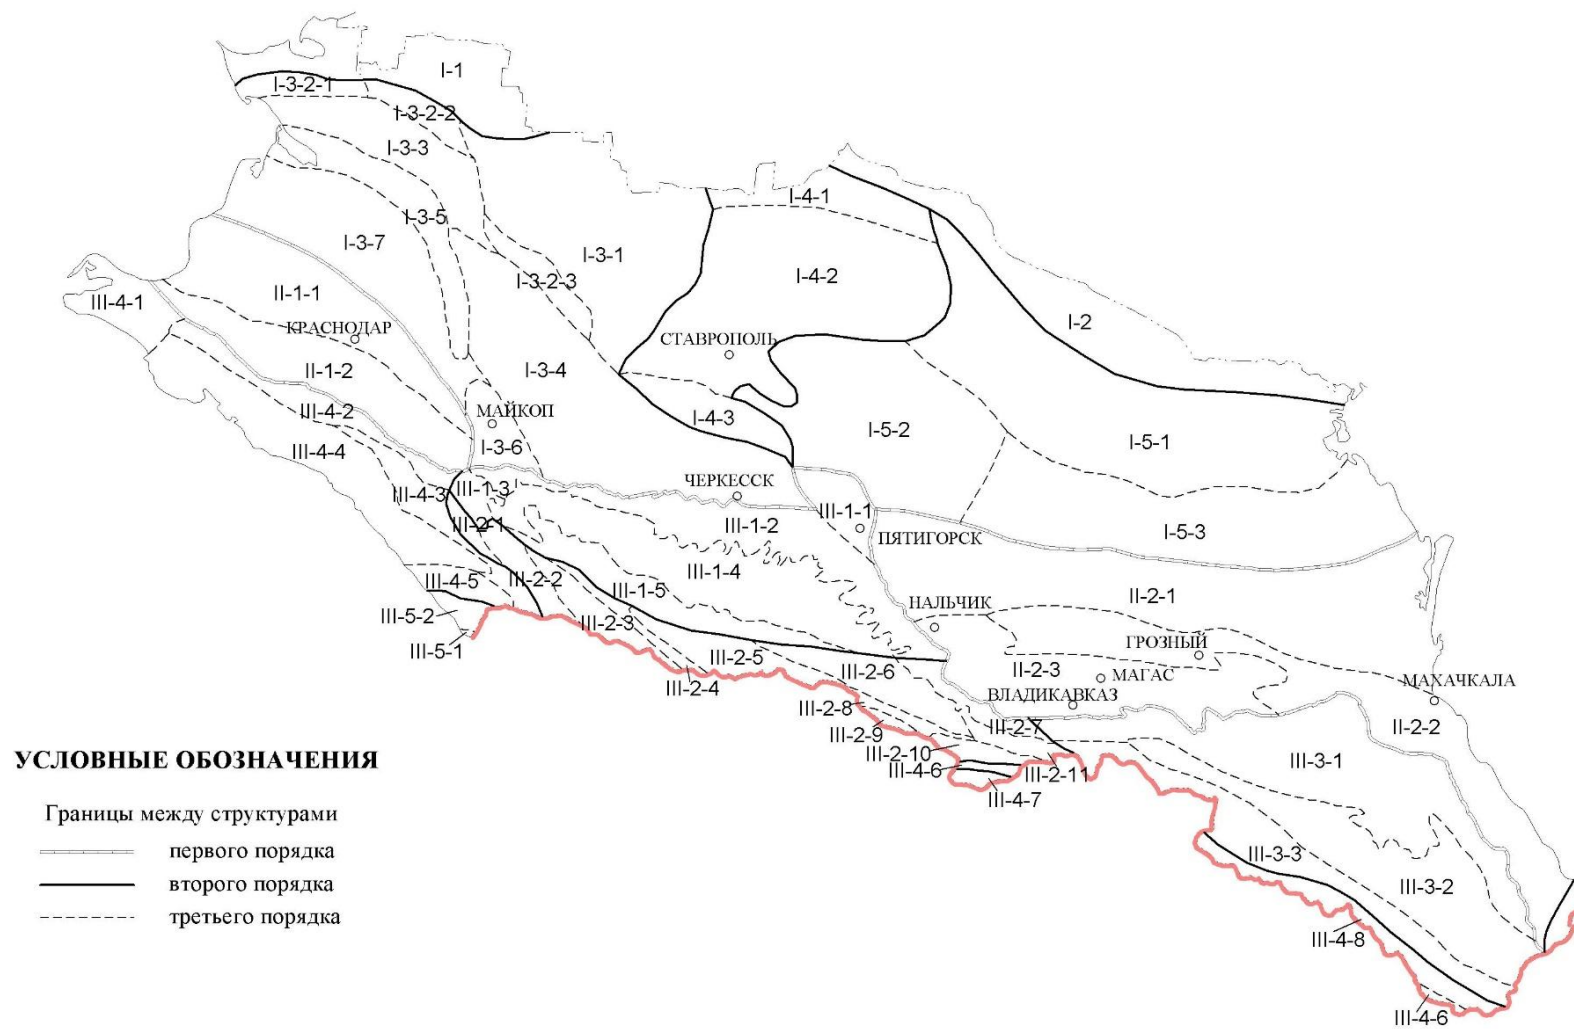 I-1
I-3-2-1
I-3-2-2
I-3-3
I-4-1
I-3-5
I-3-7
I-3-1
I-4-2
I-3-2-3
II-1-1
III-4-1
I-2
КРАСНОДАР
СТАВРОПОЛЬ
II-1-2
I-3-4
III-4-2
МАЙКОП
I-4-3
I-5-2
I-5-1
III-4-4
I-3-6
ЧЕРКЕССК
III-4-3
III-1-3
III-1-1
III-2-1
III-1-2
ПЯТИГОРСК
I-5-3
III-4-5
III-2-2
III-1-4
III-1-5
II-2-1
III-5-2
НАЛЬЧИК
III-2-3
ГРОЗНЫЙ
III-5-1
III-2-5
III-2-6
II-2-3
МАГАС
МАХАЧКАЛА
III-2-4
ВЛАДИКАВКАЗ
III-2-8
III-2-7
II-2-2
III-2-9
III-2-10
III-3-1
III-4-6
III-2-11
III-4-7
III-3-3
III-3-2
III-4-8
III-4-6
УСЛОВНЫЕ ОБОЗНАЧЕНИЯ
Границы между структурами
первого порядка
второго порядка
третьего порядка